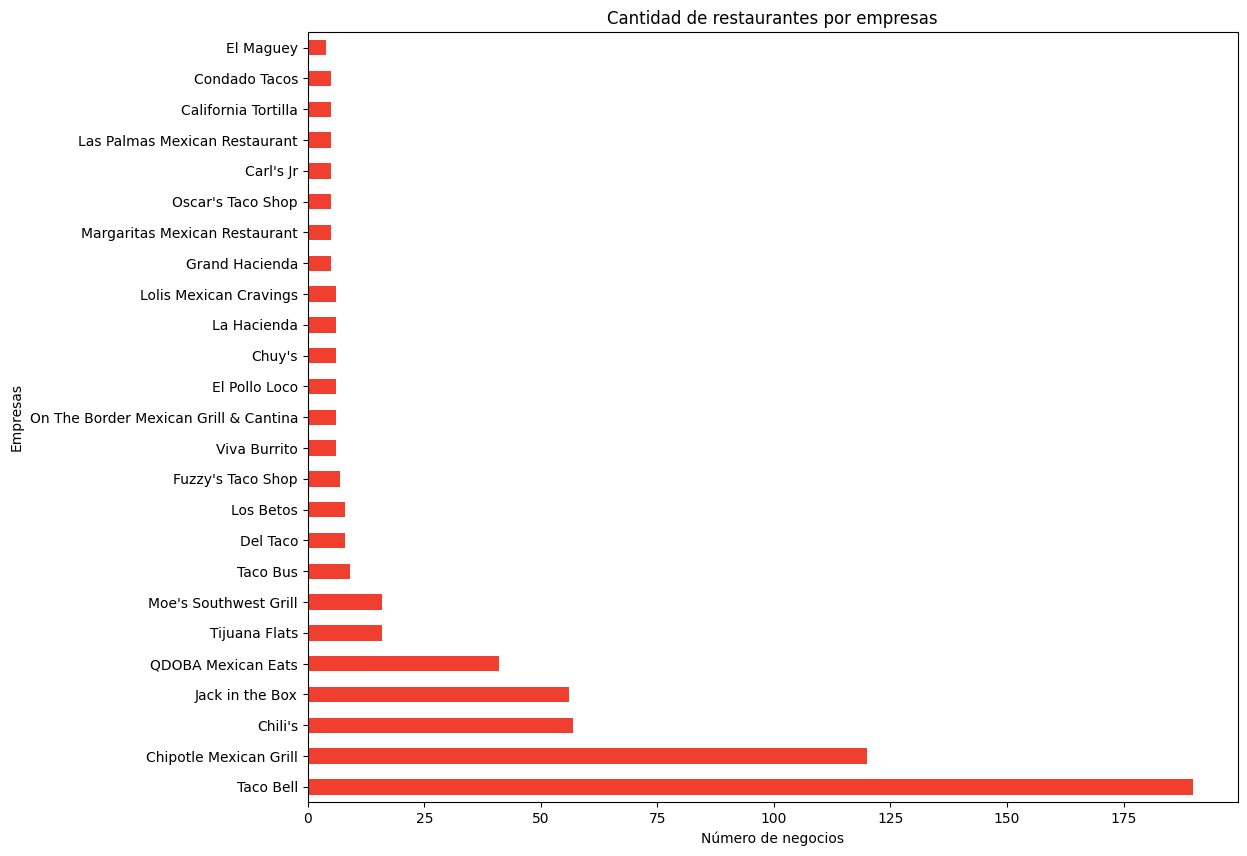 Cantidad de restaurantes por empresas
El Maguey
Condado Tacos
California Tortilla
Las Palmas Mexican Restaurant
Carl's Jr
Oscar's Taco Shop
Margaritas Mexican Restaurant
Grand Hacienda
Lolis Mexican Cravings
La Hacienda
Chuy's
El Pollo Loco
On The Border Mexican Grill & Cantina
Viva Burrito
Fuzzy's Taco Shop
Los Betos
Del Taco
Taco Bus
Moe's Southwest Grill
Tijuana Flats
QDOBA Mexican Eats
Jack in the Box
Chili's
Chipotle Mexican Grill
Taco Bell
Empresas
0 25 50 75 100 125 150 175
Número de negocios